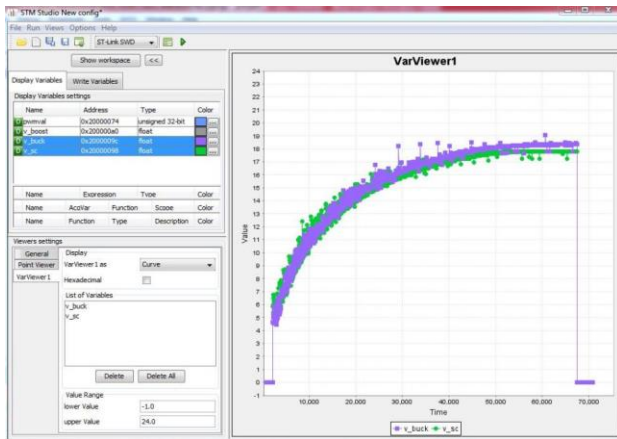 STM Studio New config*
File Run Views Options Help
ST-Link SWD
Show workspace <<
Display Variables Write Variables
Display Variables settings
Name Address Type Color
pwmval 0x20000074 unsigned 32-bit
v_boost 0x200000a0 float
v_buck 0x2000009c float
v_sc 0x20000098 float
Name Expression Type Color
Name AcqVar Function Scope Color
Name Function Type Description Color
Viewers settings
General
Point Viewer
VarViewer1
Display
VarViewer1 as Curve
Hexadecimal
List of Variables
v_buck
v_sc
Delete Delete All
Value Range
lower Value -1.0
upper Value 24.0
VarViewer1
Value
24
23
22
21
20
19
18
17
16
15
14
13
12
11
10
9
8
7
6
5
4
3
2
1
0
-1
10,000 20,000 30,000 40,000 50,000 60,000 70,000
Time
v_buck v_sc